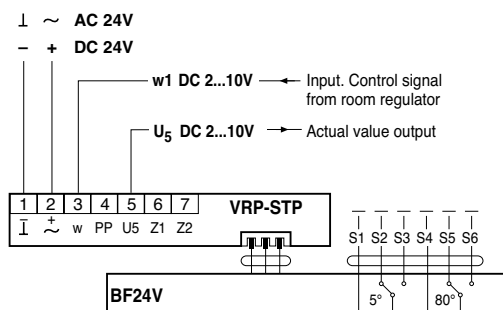 ⊥ ~ AC 24V
– + DC 24V
w1 DC 2...10V Input. Control signal
from room regulator
U5 DC 2...10V Actual value output
1 2 3 4 5 6 7 VRP-STP
⊥ ~ w PP U5 Z1 Z2
S1 S2 S3 S4 S5 S6
BF24V 5° 80°